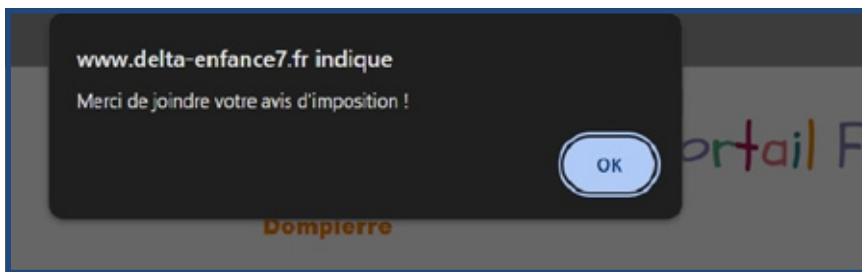 www.delta-enfance7.fr indique
Merci de joindre votre avis d'imposition !
OK
ortail F
Dompierre